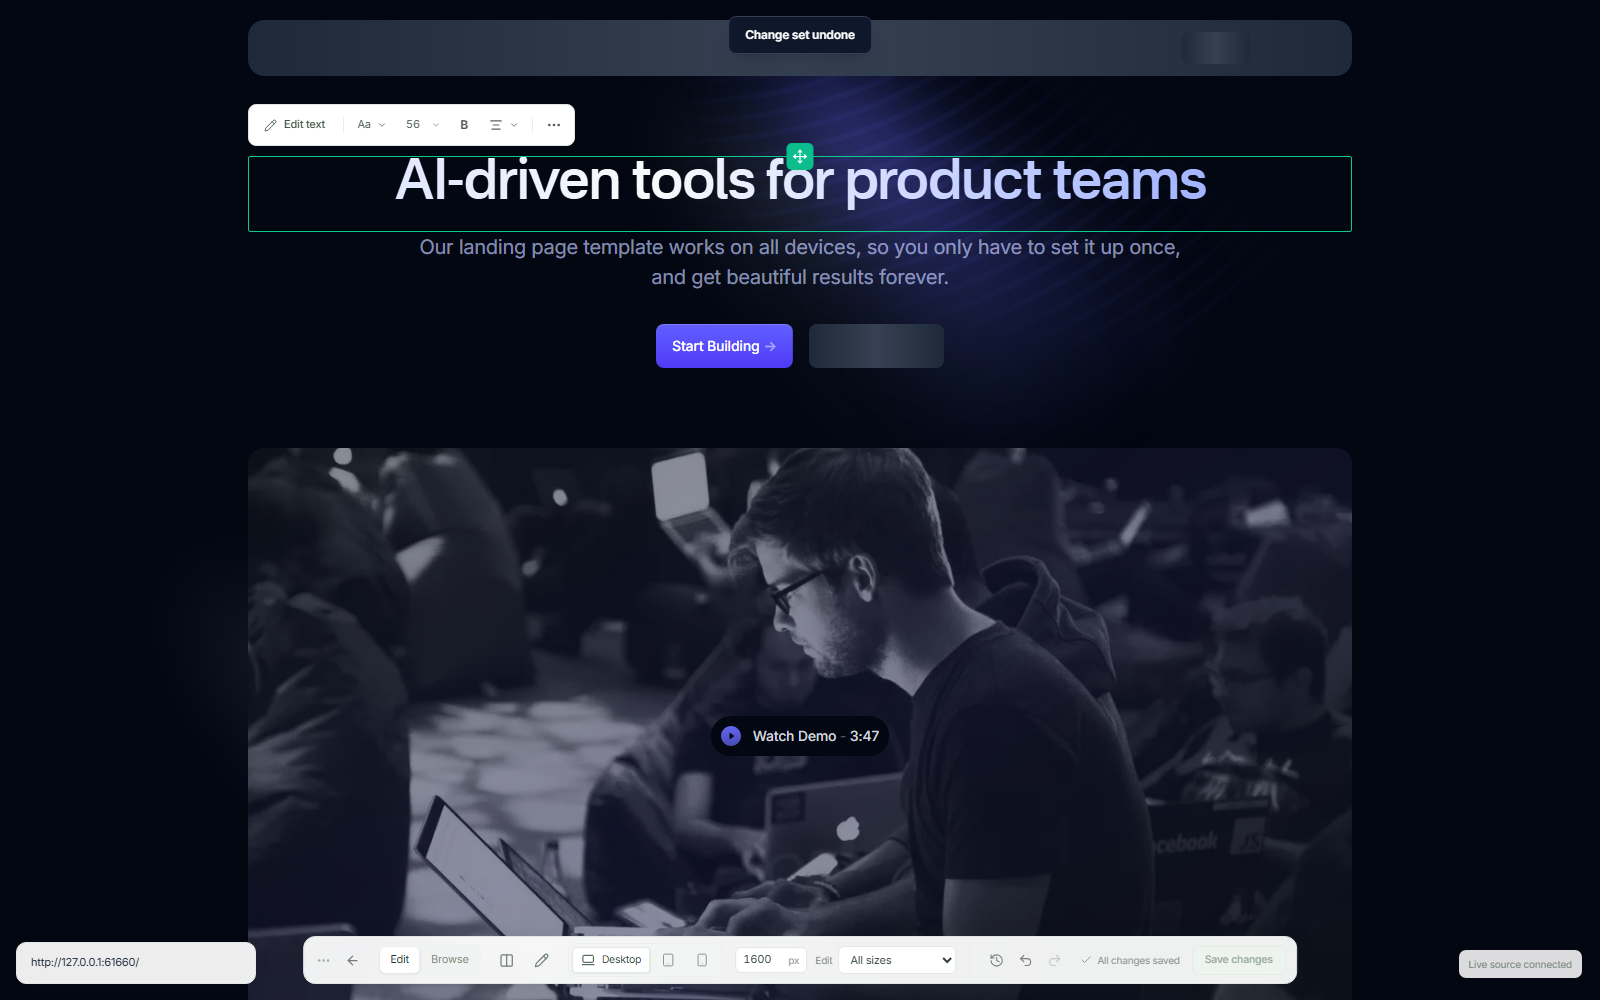 Change set undone
Edit text
Aa
56
B
AI-driven tools for product teams
Our landing page template works on all devices, so you only have to set it up once,
and get beautiful results forever.
Start Building →
Watch Demo - 3:47
facebook
JS
http://127.0.0.1:61660/
Edit
Browse
Desktop
1600 px
Edit
All sizes
All changes saved
Save changes
Live source connected